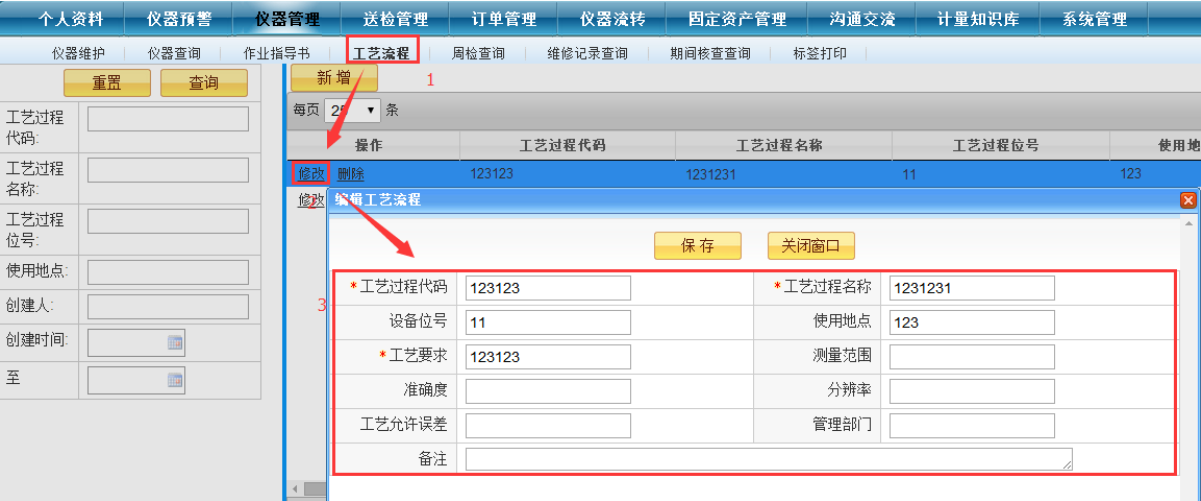 个人资料 仪器预警 仪器管理 送检管理 订单管理 仪器流转 固定资产管理 沟通交流 计量知识库 系统管理
仪器维护 仪器查询 作业指导书 工艺流程 周检查询 维修记录查询 期间核查查询 标签打印
重置 查询
新增 1
每页 25 条
工艺过程代码:
工艺过程名称:
工艺过程位号:
使用地点:
创建人:
创建时间:
至
操作 工艺过程代码 工艺过程名称 工艺过程位号 使用地
修改 删除 123123 1231231 11 123
修改 2
编辑工艺流程
保存 关闭窗口
3
*工艺过程代码 123123 *工艺过程名称 1231231
设备位号 11 使用地点 123
*工艺要求 123123 测量范围
准确度 分辨率
工艺允许误差 管理部门
备注